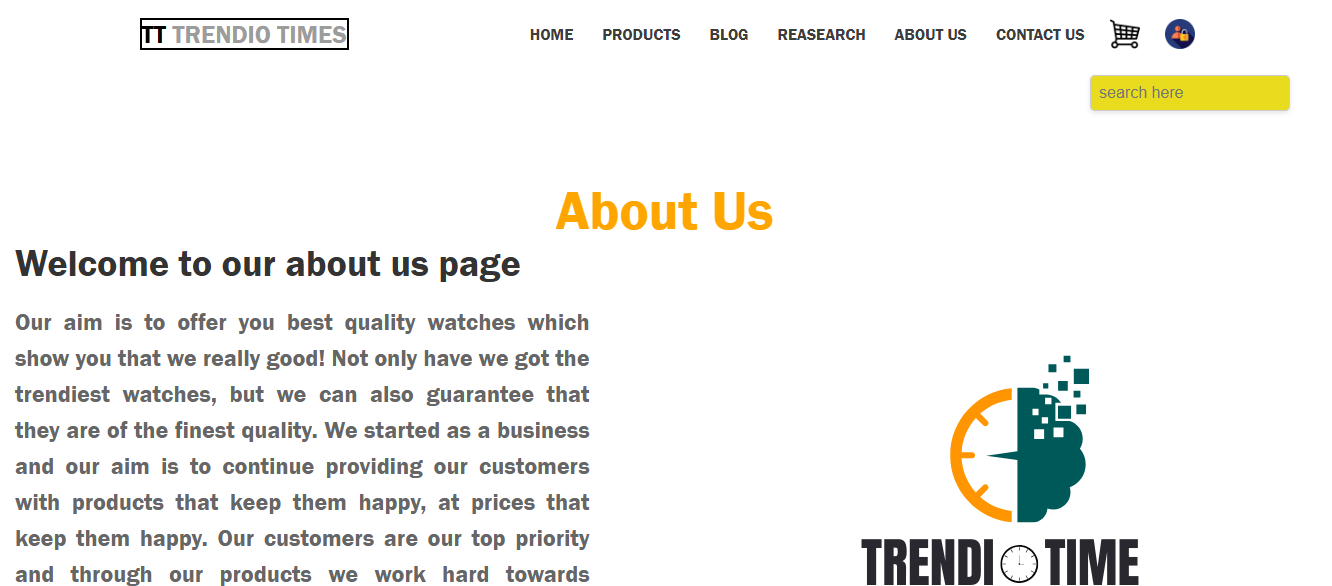 TT TRENDIO TIMES
HOME PRODUCTS BLOG REASEARCH ABOUT US CONTACT US
search here
About Us
Welcome to our about us page
Our aim is to offer you best quality watches which
show you that we really good! Not only have we got the
trendiest watches, but we can also guarantee that
they are of the finest quality. We started as a business
and our aim is to continue providing our customers
with products that keep them happy, at prices that
keep them happy. Our customers are our top priority
and through our products we work hard towards
TRENDIO TIME